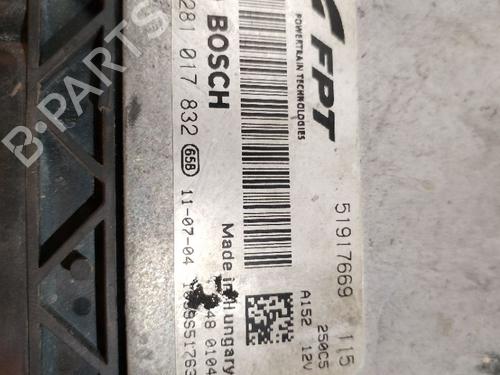 FPT
POWERTRAIN TECHNOLOGIES
51917669
115
250C5
A152 12V
BOSCH
281 017 832 658 11-07-04
Made in Hungary
B-PARTS